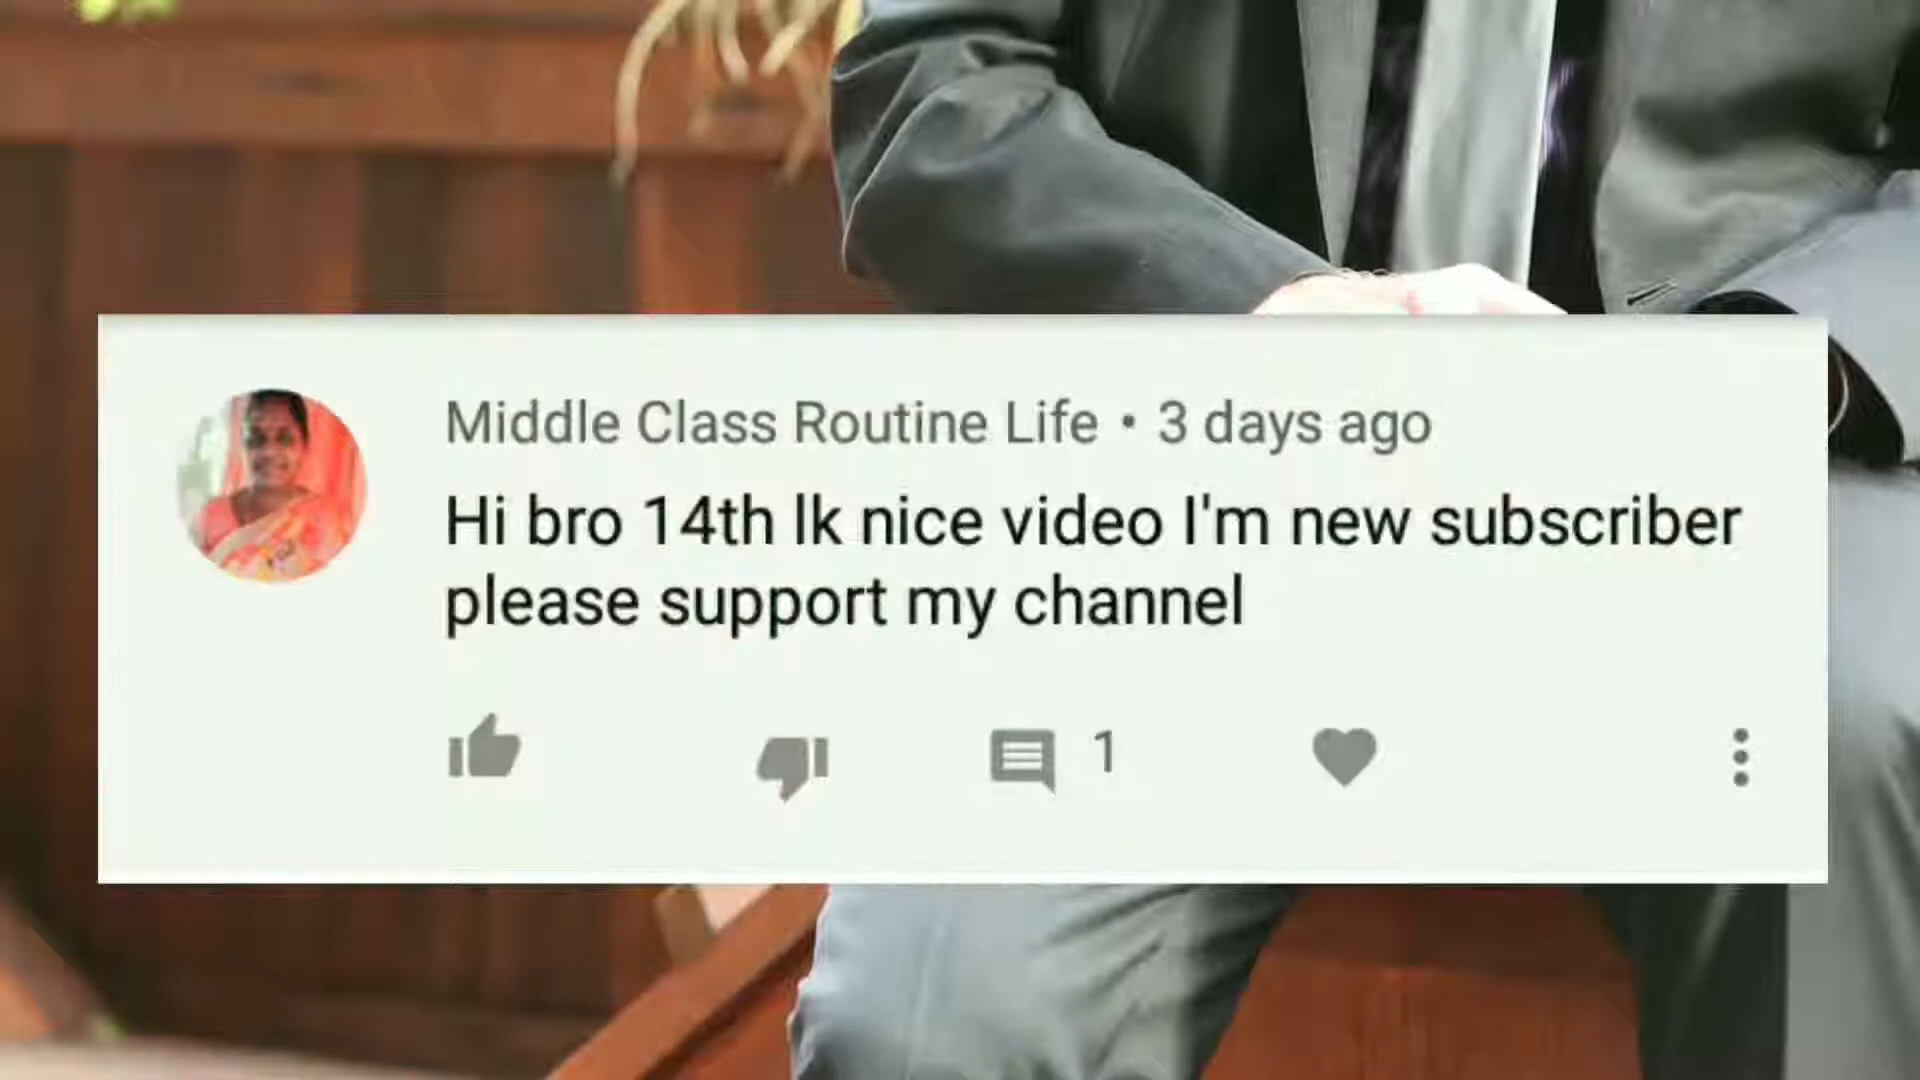 Middle Class Routine Life • 3 days ago
Hi bro 14th lk nice video I'm new subscriber
please support my channel
1